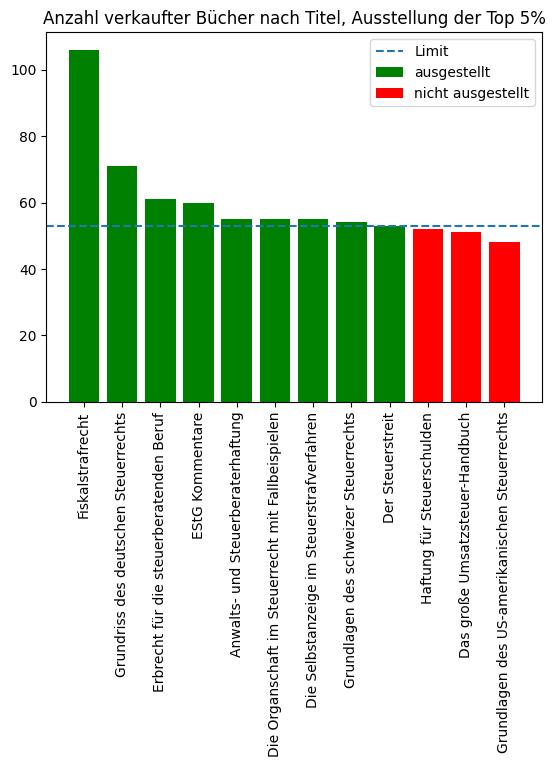 Anzahl verkaufter Bücher nach Titel, Ausstellung der Top 5%
Limit
ausgestellt
nicht ausgestellt
100
80
60
40
20
0
Fiskalstrafrecht
Grundriss des deutschen Steuerrechts
Erbrecht für die steuerberatenden Beruf
EStG Kommentare
Anwalts- und Steuerberaterhaftung
Die Organschaft im Steuerrecht mit Fallbeispielen
Die Selbstanzeige im Steuerstrafverfahren
Grundlagen des schweizer Steuerrechts
Der Steuerstreit
Haftung für Steuerschulden
Das große Umsatzsteuer-Handbuch
Grundlagen des US-amerikanischen Steuerrechts